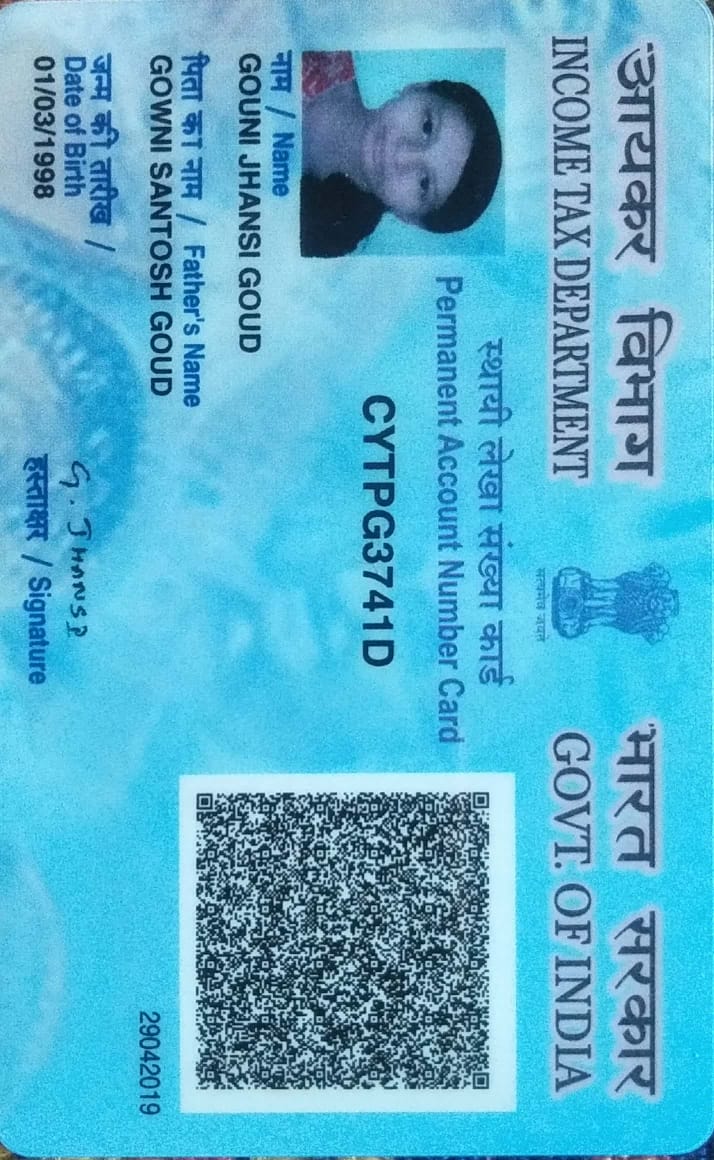 आयकर विभाग
INCOME TAX DEPARTMENT
सत्यमेव जयते
भारत सरकार
GOVT. OF INDIA
स्थायी लेखा संख्या कार्ड
Permanent Account Number Card
CYTPG3741D
नाम / Name
GOUNI JHANSI GOUD
पिता का नाम / Father's Name
GOWNI SANTOSH GOUD
जन्म की तारीख /
Date of Birth
01/03/1998
G. JHANSI
हस्ताक्षर / Signature
29042019